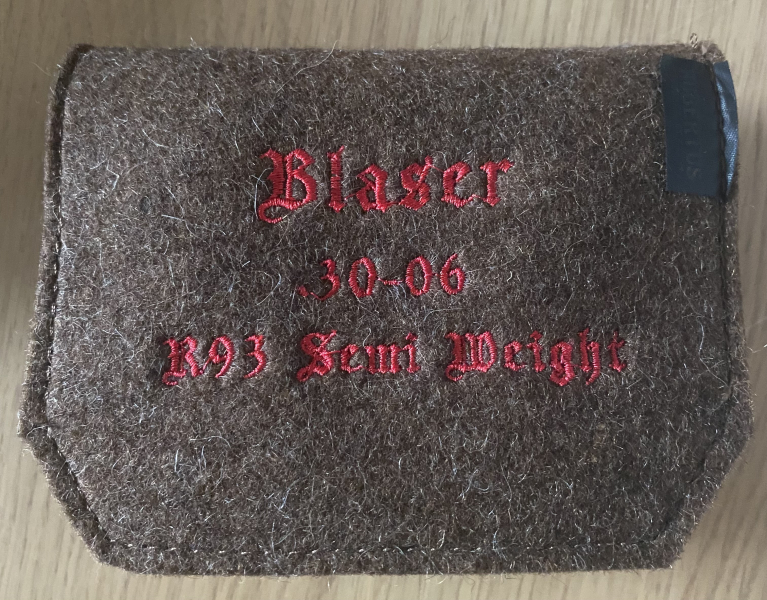 Blaser
.30-06
R93 Semi Weight